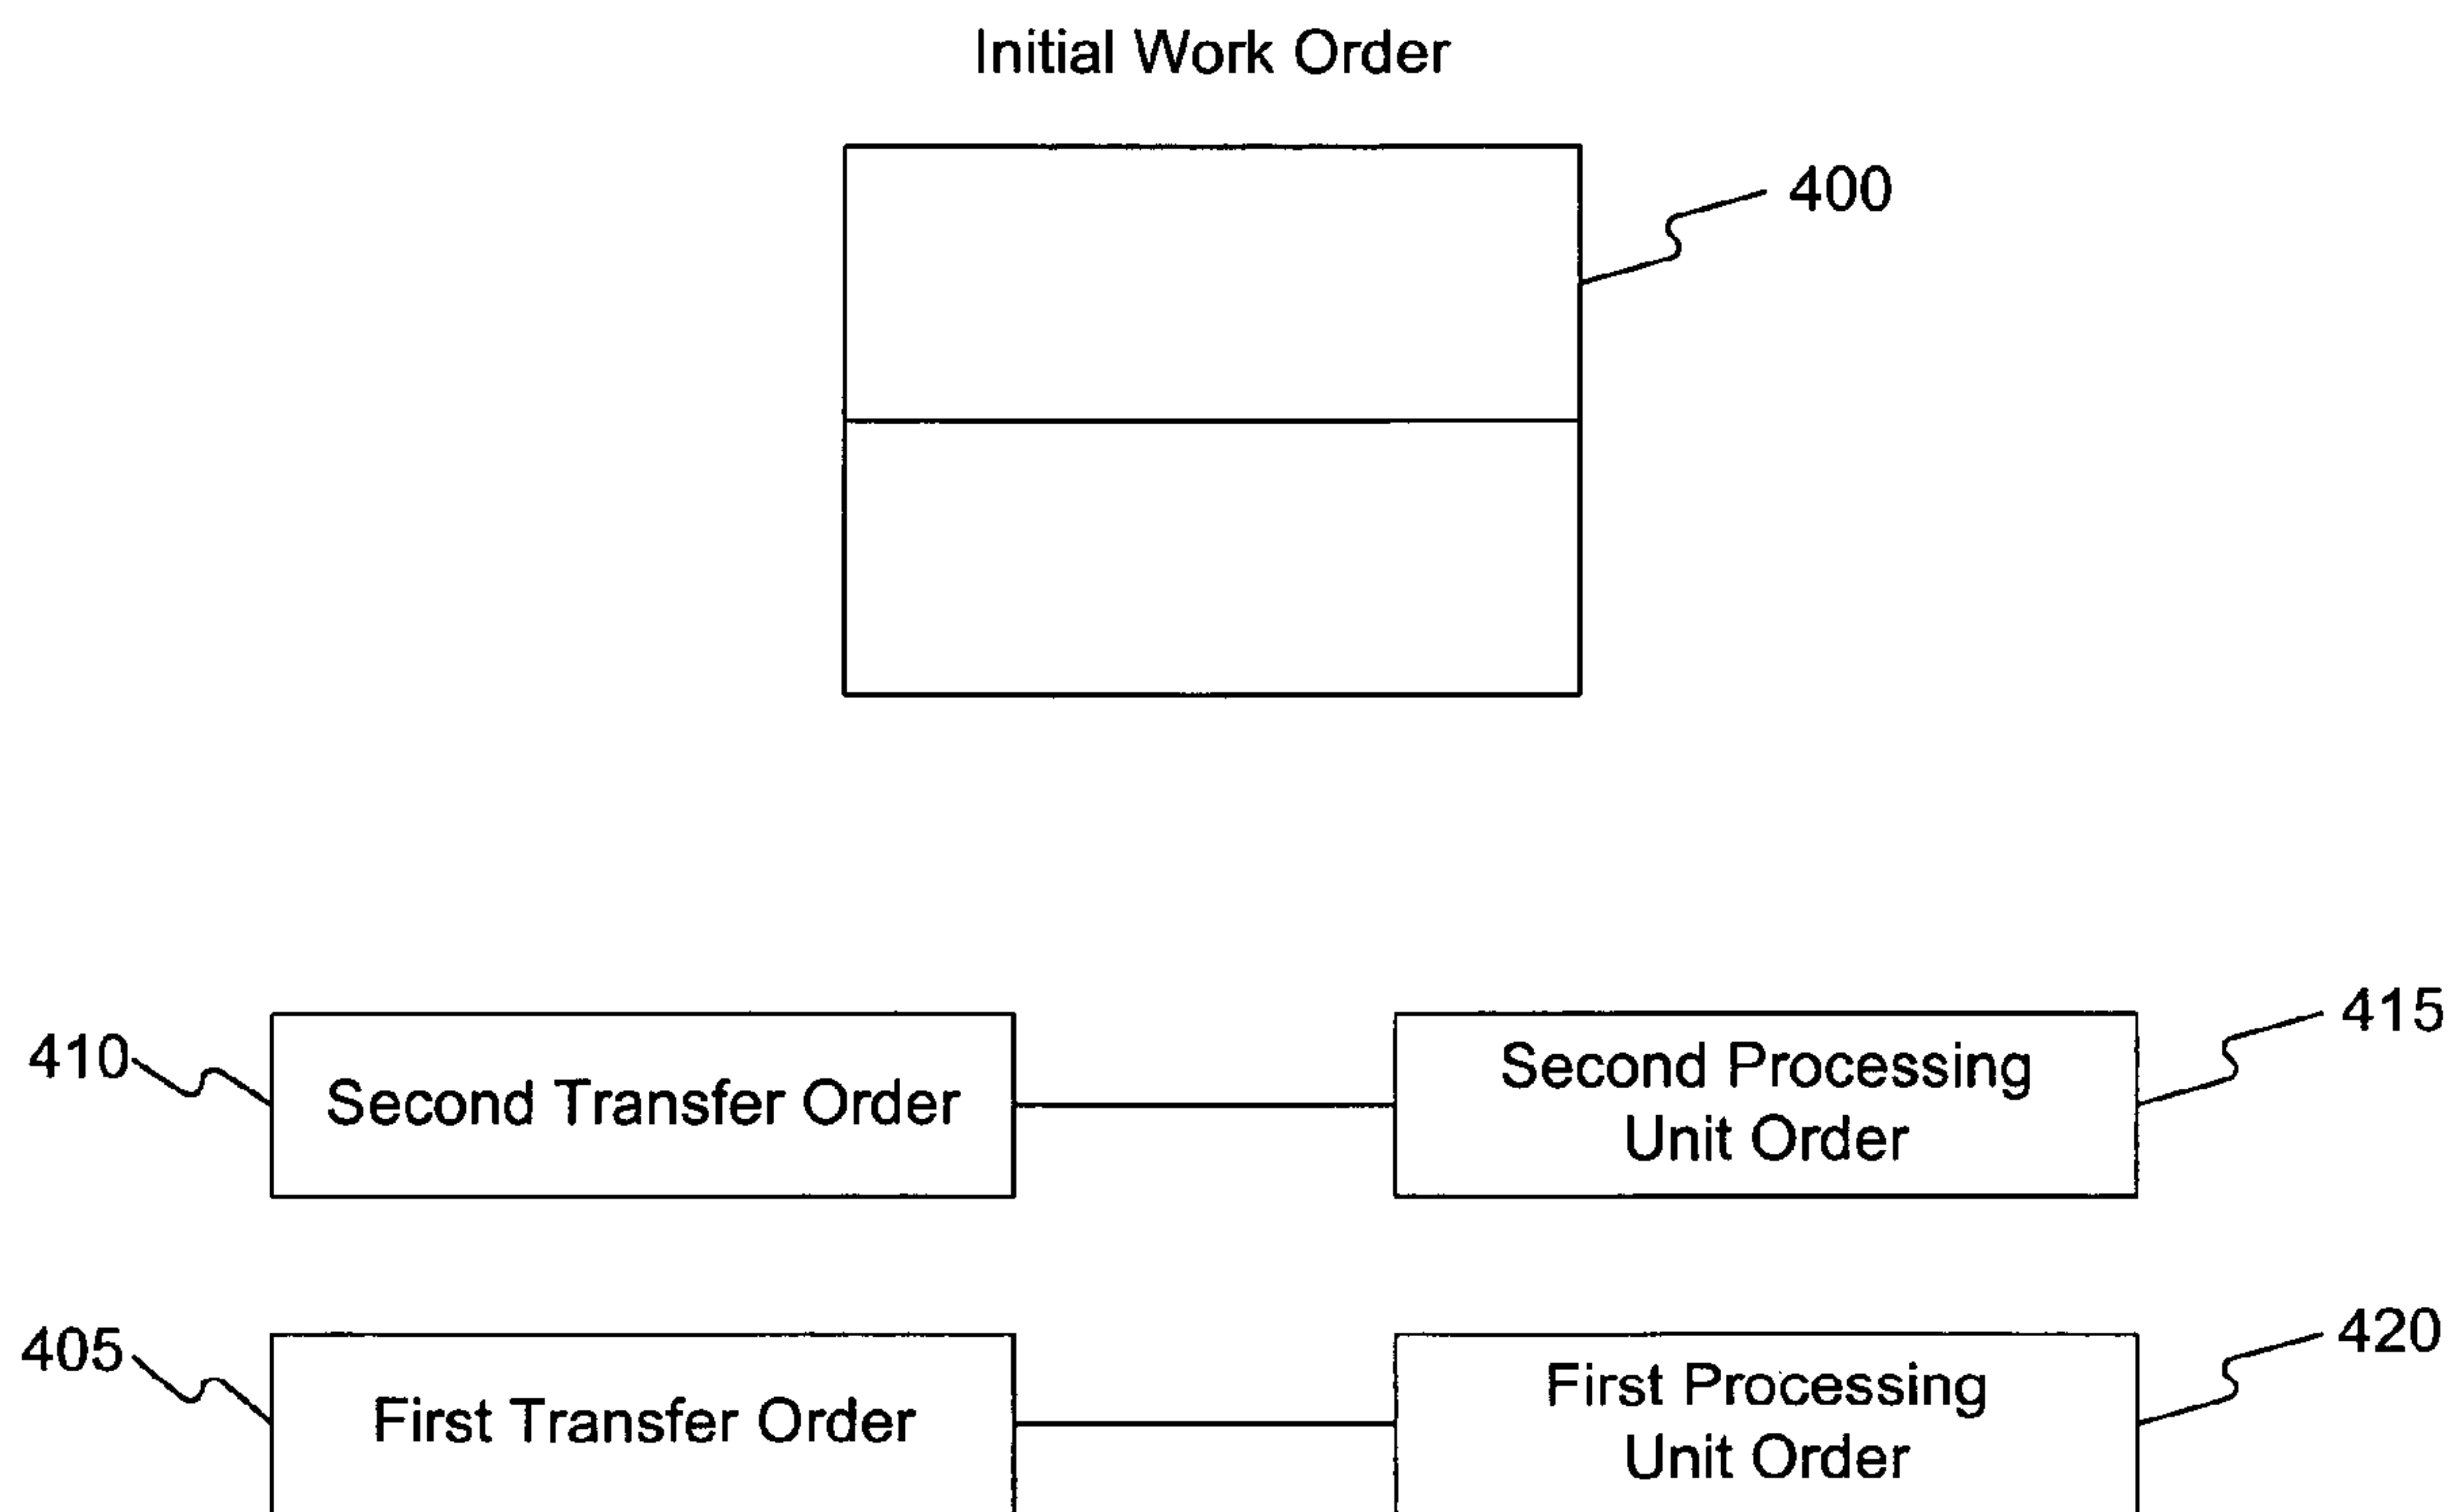 Initial Work Order
400
410
Second Transfer Order
Second Processing
Unit Order
415
405
First Transfer Order
First Processing
Unit Order
420